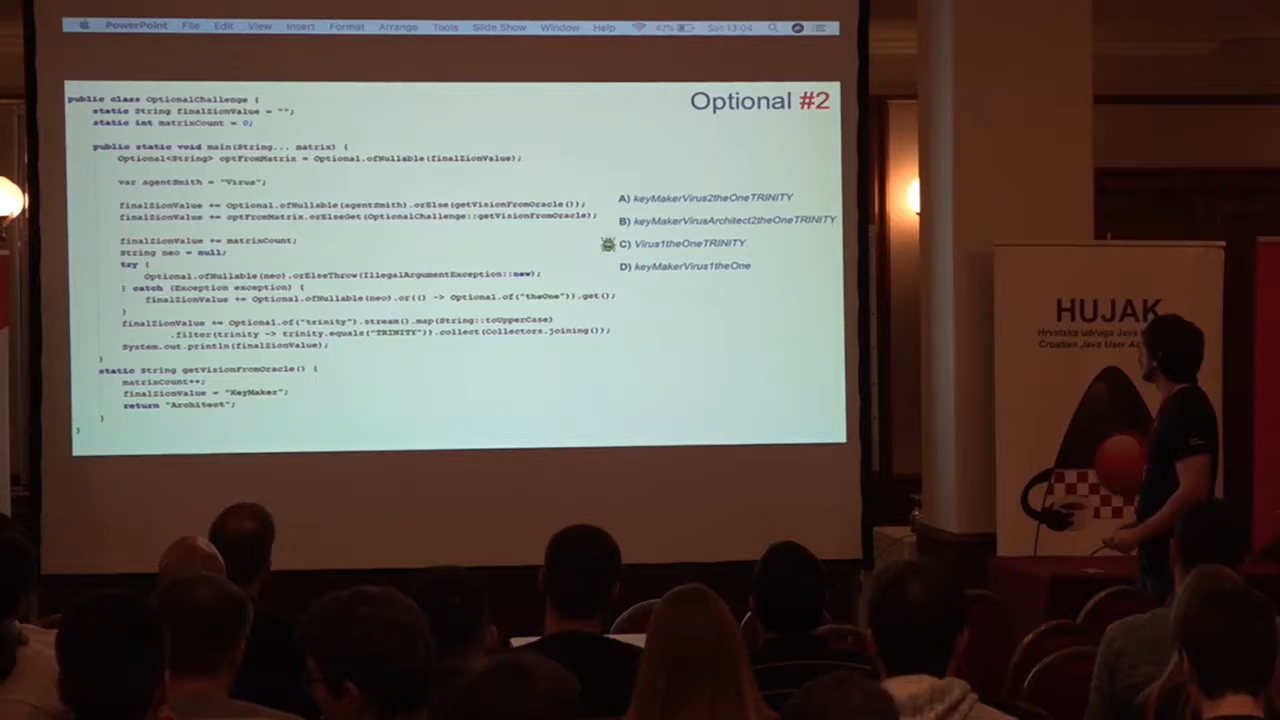 PowerPoint File Edit View Insert Format Arrange Tools Slide Show Window Help 42% Sat 13:04
Optional #2
public class OptionalChallenge {
static String finalZionValue = "";
static int matrixCount = 0;
public static void main(String... matrix) {
Optional<String> optFromMatrix = Optional.ofNullable(finalZionValue);
var agentSmith = "Virus";
finalZionValue += Optional.ofNullable(agentSmith).orElse(getVisionFromOracle());
finalZionValue += optFromMatrix.orElseGet(OptionalChallenge::getVisionFromOracle);
finalZionValue += matrixCount;
String neo = null;
try {
Optional.ofNullable(neo).orElseThrow(IllegalArgumentException::new);
} catch (Exception exception) {
finalZionValue += Optional.ofNullable(neo).or(() -> Optional.of("theOne")).get();
}
finalZionValue += Optional.of("trinity").stream().map(String::toUpperCase)
.filter(trinity -> trinity.equals("TRINITY")).collect(Collectors.joining());
System.out.println(finalZionValue);
}
static String getVisionFromOracle() {
matrixCount++;
finalZionValue = "KeyMaker";
return "Architect";
}
}
A) keyMakerVirus2theOneTRINITY
B) keyMakerVirusArchitect2theOneTRINITY
C) Virus1theOneTRINITY
D) keyMakerVirus1theOne
HUJAK
Hrvatska udruga Java
Croatian Java User